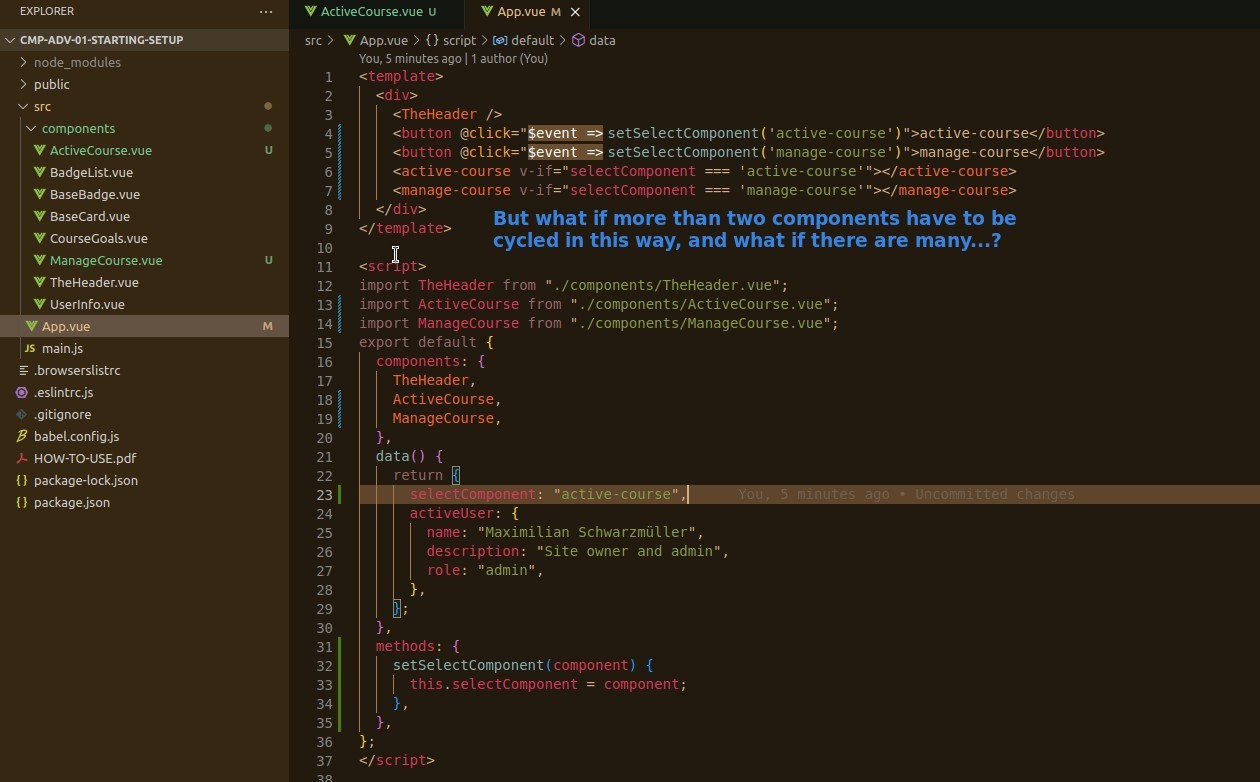 EXPLORER
CMP-ADV-01-STARTING-SETUP
node_modules
public
src
components
ActiveCourse.vue U
BadgeList.vue
BaseBadge.vue
BaseCard.vue
CourseGoals.vue
ManageCourse.vue U
TheHeader.vue
UserInfo.vue
App.vue M
JS main.js
.browserslistrc
.eslintrc.js
.gitignore
babel.config.js
HOW-TO-USE.pdf
{} package-lock.json
{} package.json
ActiveCourse.vue U App.vue M
src > App.vue > {} script > default > data
You, 5 minutes ago | 1 author (You)
1 <template>
2 <div>
3 <TheHeader />
4 <button @click="$event => setSelectComponent('active-course')">active-course</button>
5 <button @click="$event => setSelectComponent('manage-course')">manage-course</button>
6 <active-course v-if="selectComponent === 'active-course'"></active-course>
7 <manage-course v-if="selectComponent === 'manage-course'"></manage-course>
8 </div>
9 </template>
But what if more than two components have to be
cycled in this way, and what if there are many...?
10
11 <script>
12 import TheHeader from "./components/TheHeader.vue";
13 import ActiveCourse from "./components/ActiveCourse.vue";
14 import ManageCourse from "./components/ManageCourse.vue";
15 export default {
16 components: {
17 TheHeader,
18 ActiveCourse,
19 ManageCourse,
20 },
21 data() {
22 return {
23 selectComponent: "active-course", You, 5 minutes ago • Uncommitted changes
24 activeUser: {
25 name: "Maximilian Schwarzmüller",
26 description: "Site owner and admin",
27 role: "admin",
28 },
29 };
30 },
31 methods: {
32 setSelectComponent(component) {
33 this.selectComponent = component;
34 },
35 },
36 };
37 </script>
38